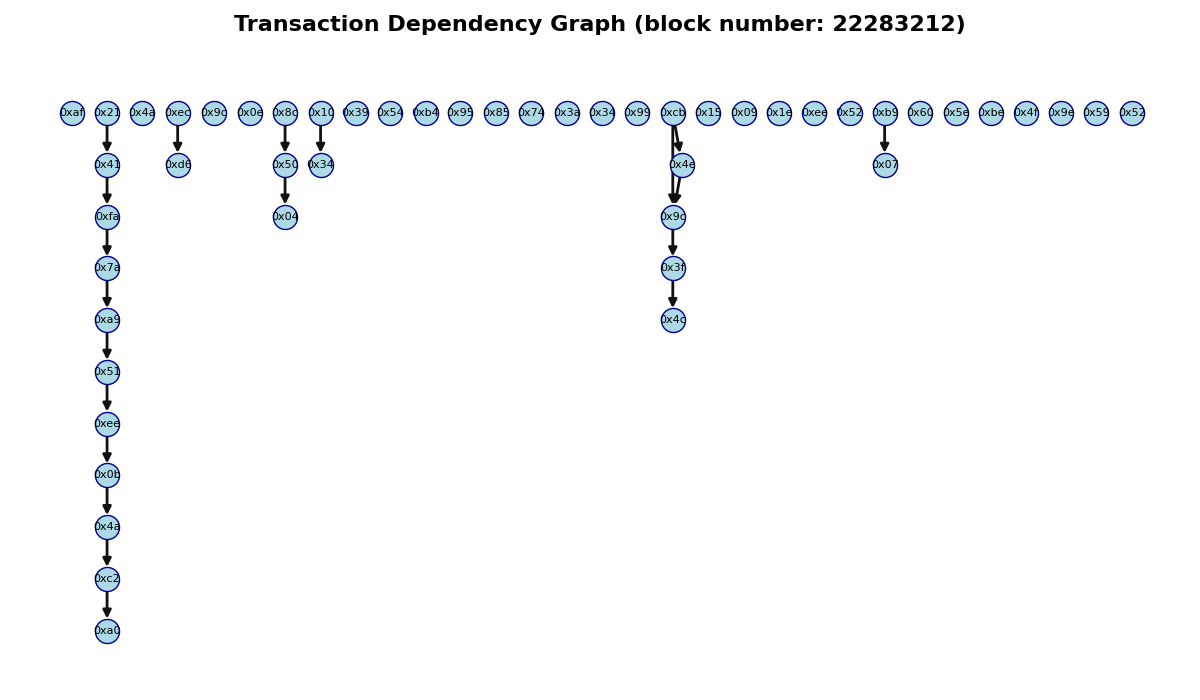 Transaction Dependency Graph (block number: 22283212)
0xaf 0x21 0x4a 0xec 0x9c 0x0e 0x8c 0x10 0x39 0x54 0xb4 0x95 0x85 0x74 0x3a 0x34 0x99 0xcb 0x15 0x09 0x1e 0xee 0x52 0xb9 0x60 0x5e 0xbe 0x4f 0x9e 0x59 0x52
0x41 0xd6 0x50 0x34 0x4e 0x07
0xfa 0x04 0x9c
0x7a 0x3f
0xa9 0x4c
0x51
0xee
0x0b
0x4a
0xc2
0xa0